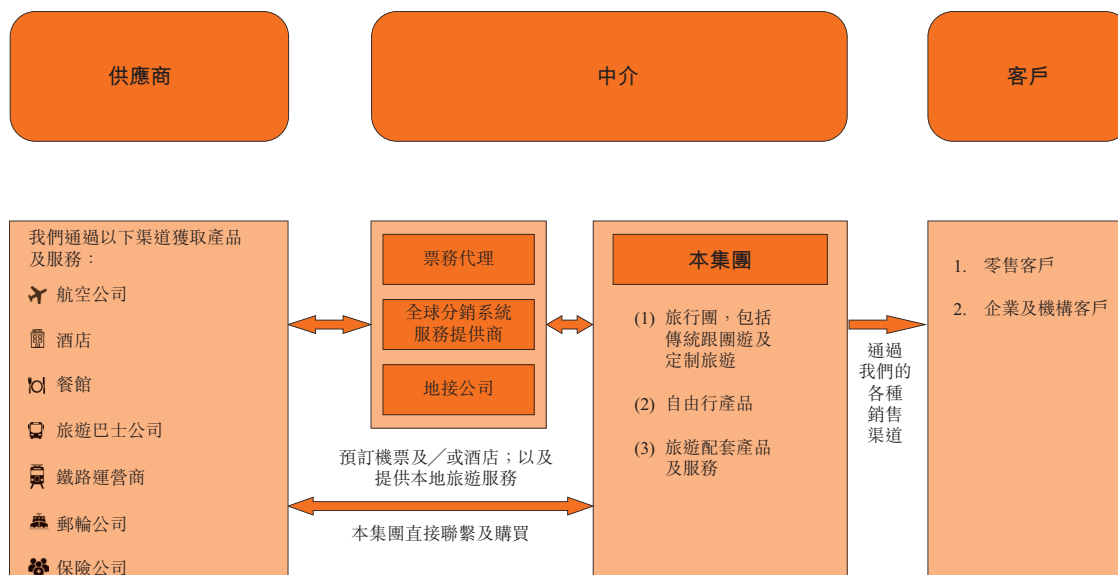 供應商
中介
客戶
我們通過以下渠道獲取產品
及服務：
航空公司
酒店
餐館
旅遊巴士公司
鐵路運營商
郵輪公司
保險公司
票務代理
全球分銷系統
服務提供商
地接公司
預訂機票及／或酒店；以及
提供本地旅遊服務
本集團直接聯繫及購買
本集團
(1) 旅行團，包括
傳統跟團遊及
定制旅遊
(2) 自由行產品
(3) 旅遊配套產品
及服務
通過
我們的
各種
銷售
渠道
1. 零售客戶
2. 企業及機構客戶